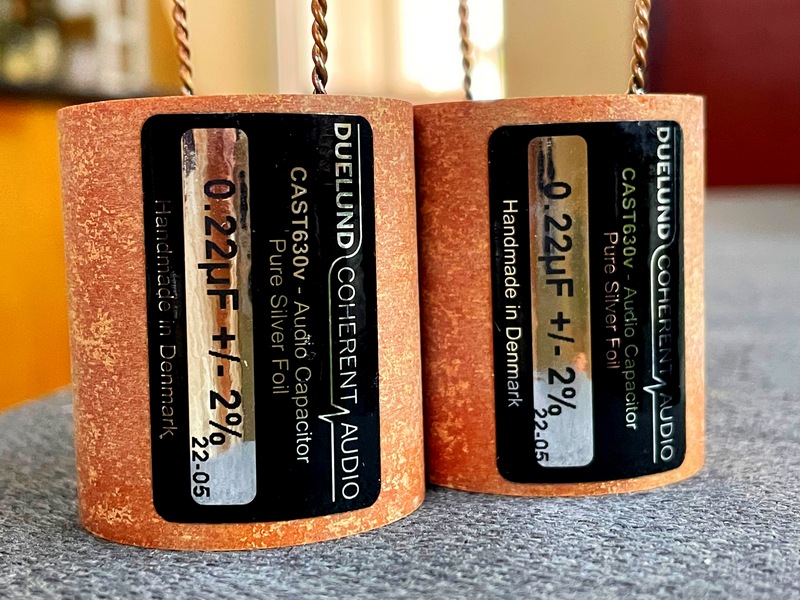 DUELUND COHERENT AUDIO
CAST630v - Audio Capacitor
Pure Silver Foil
0.22µF +/- 2%
22-05
Handmade in Denmark
DUELUND COHERENT AUDIO
CAST630v - Audio Capacitor
Pure Silver Foil
0.22µF +/- 2%
22-05
Handmade in Denmark